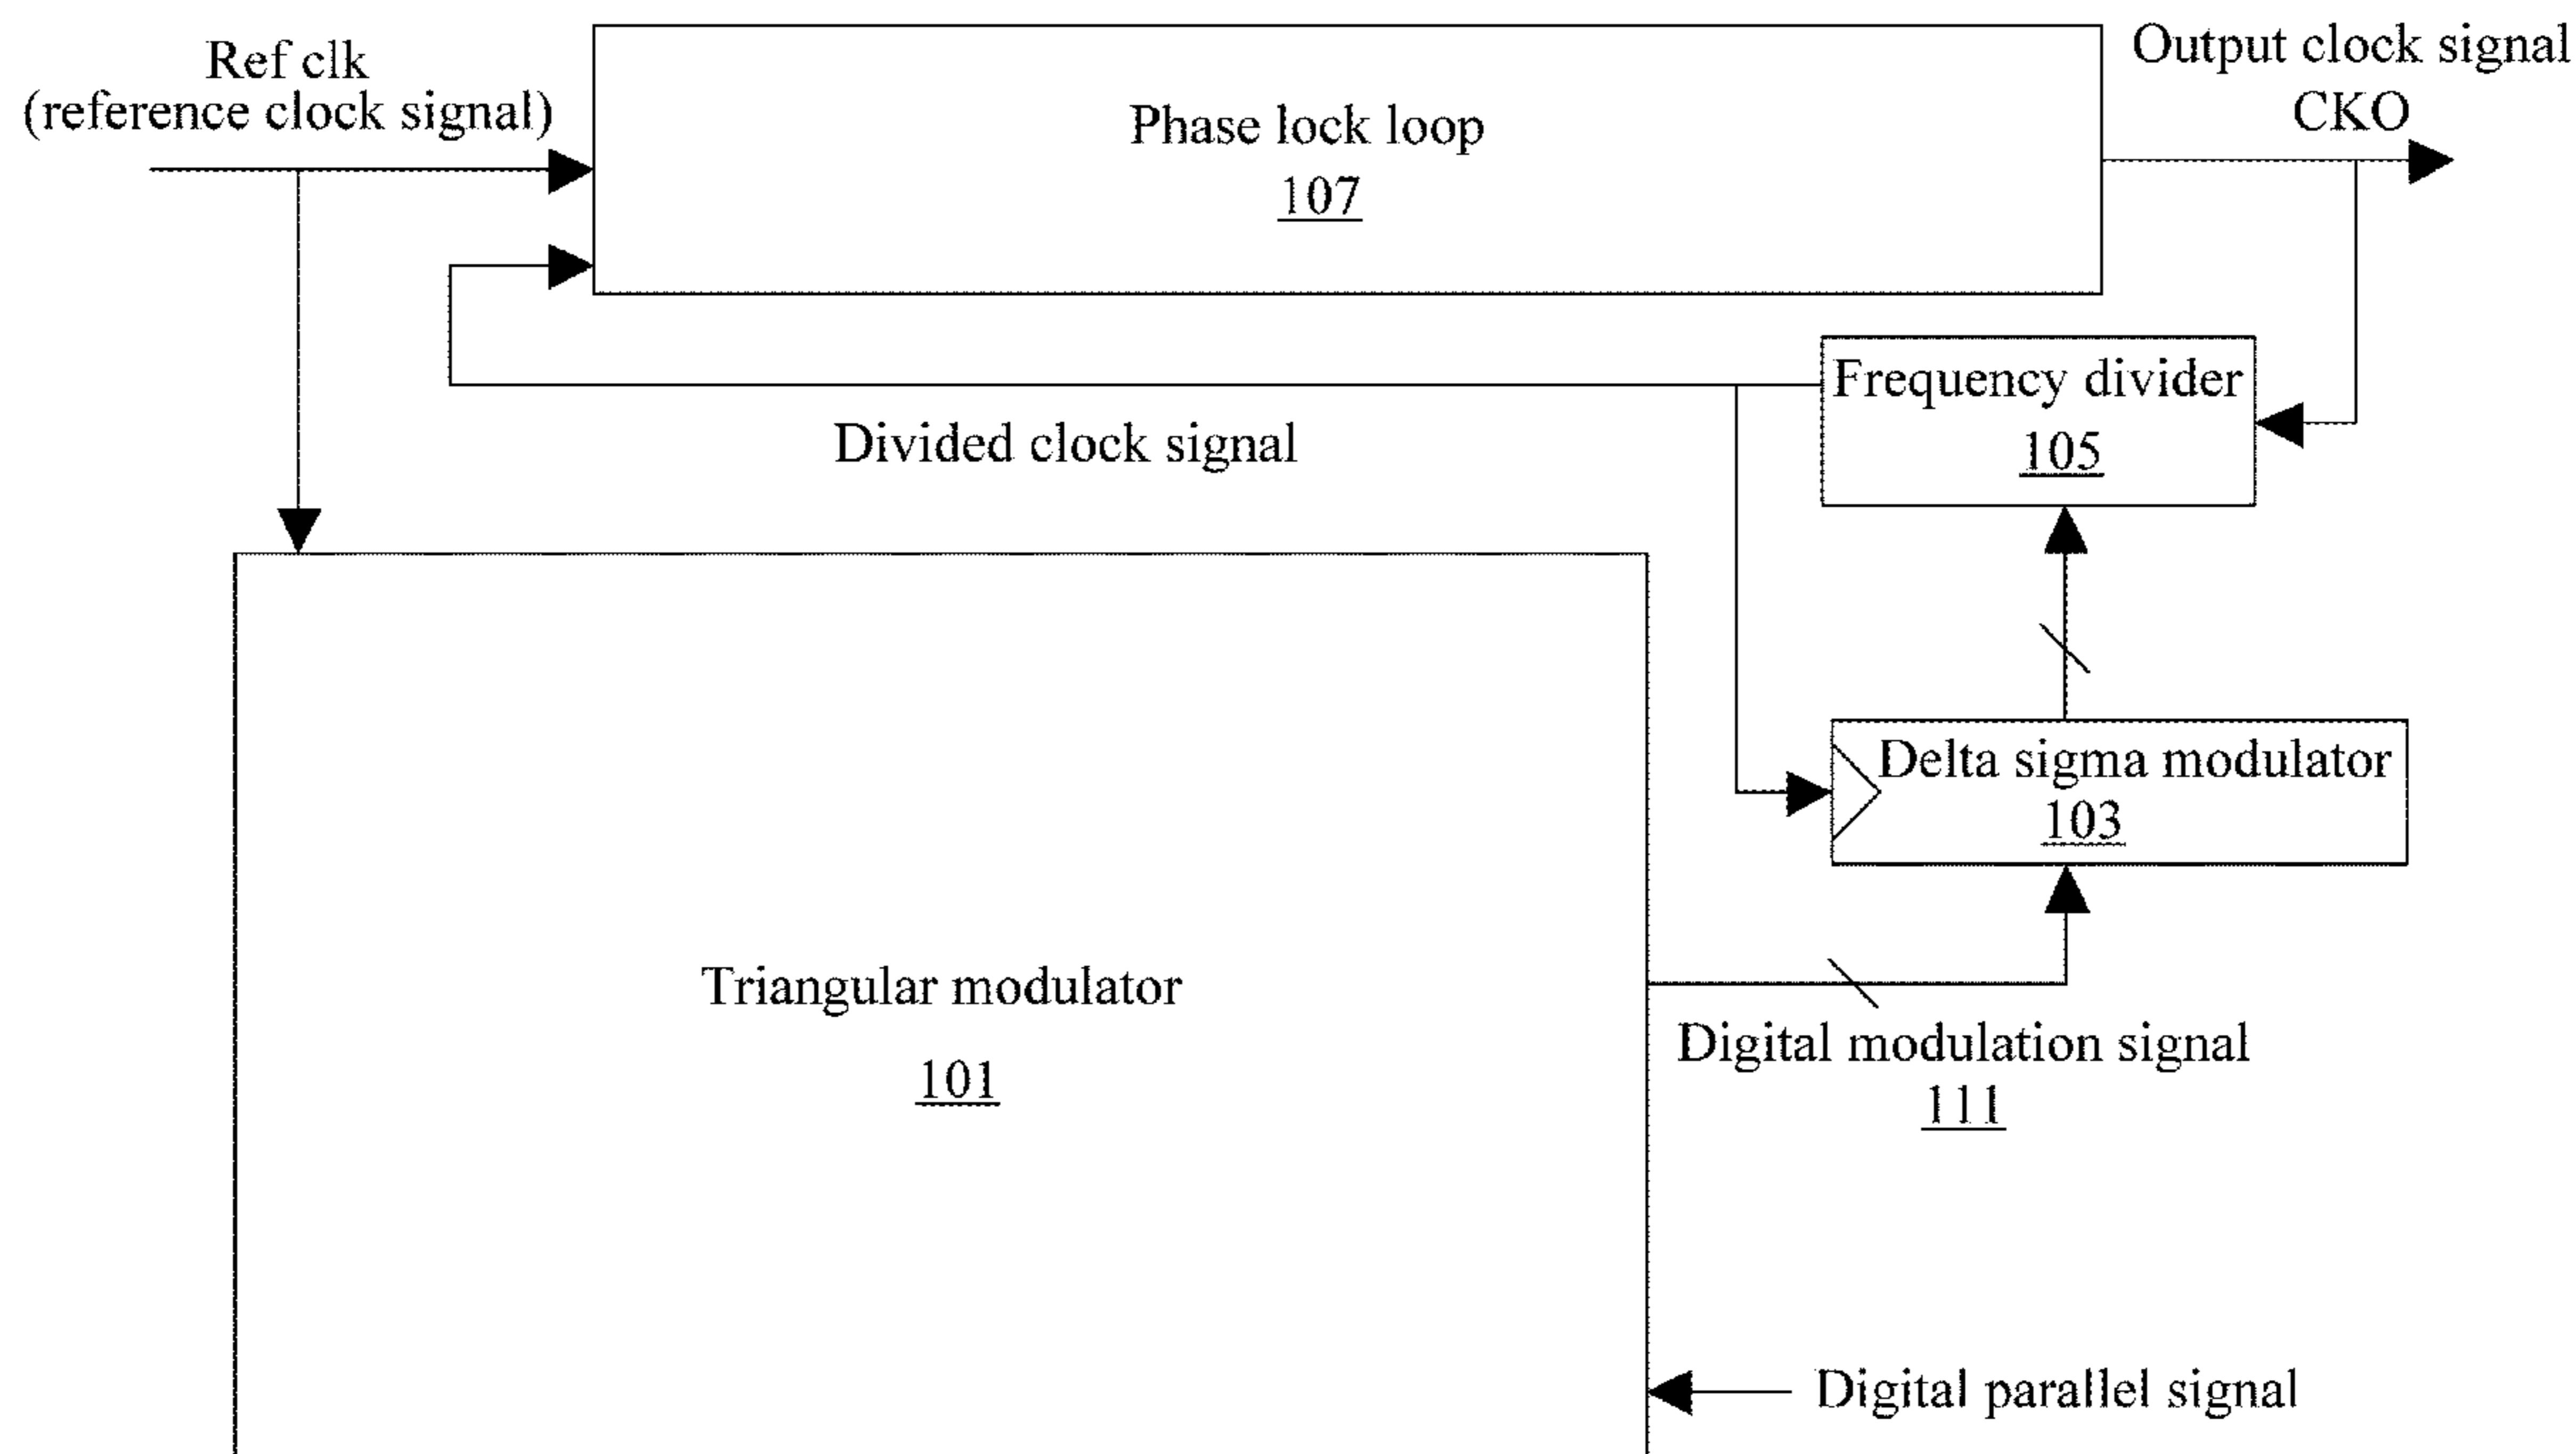 Ref clk
(reference clock signal)
Phase lock loop
107
Output clock signal
CKO
Frequency divider
105
Divided clock signal
Delta sigma modulator
103
Triangular modulator
101
Digital modulation signal
111
Digital parallel signal